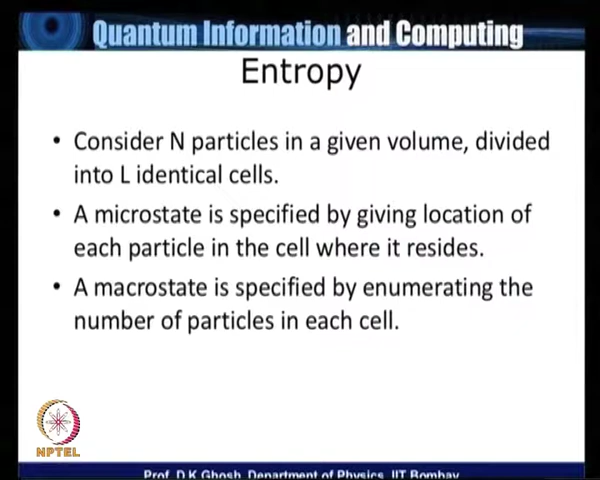 Quantum Information and Computing
Entropy
• Consider N particles in a given volume, divided
into L identical cells.
• A microstate is specified by giving location of
each particle in the cell where it resides.
• A macrostate is specified by enumerating the
number of particles in each cell.
NPTEL
Prof. D.K Ghosh, Department of Physics, IIT Bombay